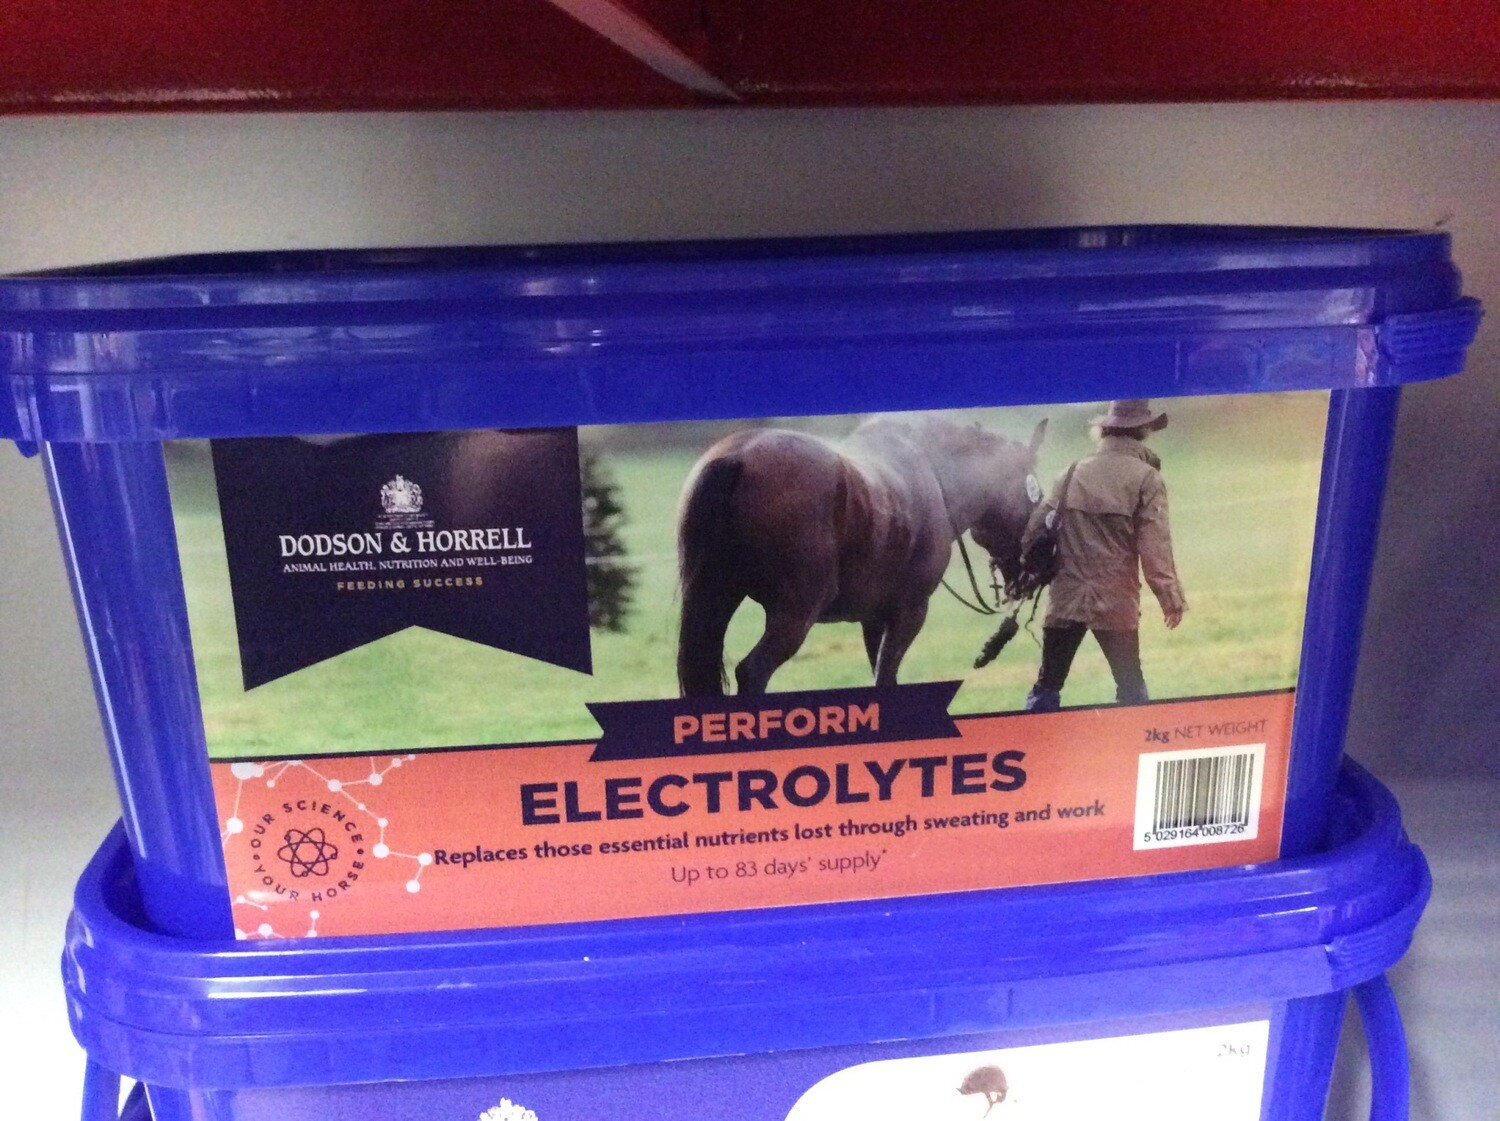 DODSON & HORRELL
ANIMAL HEALTH, NUTRITION AND WELL-BEING
FEEDING SUCCESS
PERFORM
ELECTROLYTES
Replaces those essential nutrients lost through sweating and work
Up to 83 days' supply*
2kg NET WEIGHT
5 029164 008726
• OUR SCIENCE •
YOUR HORSE
2kg